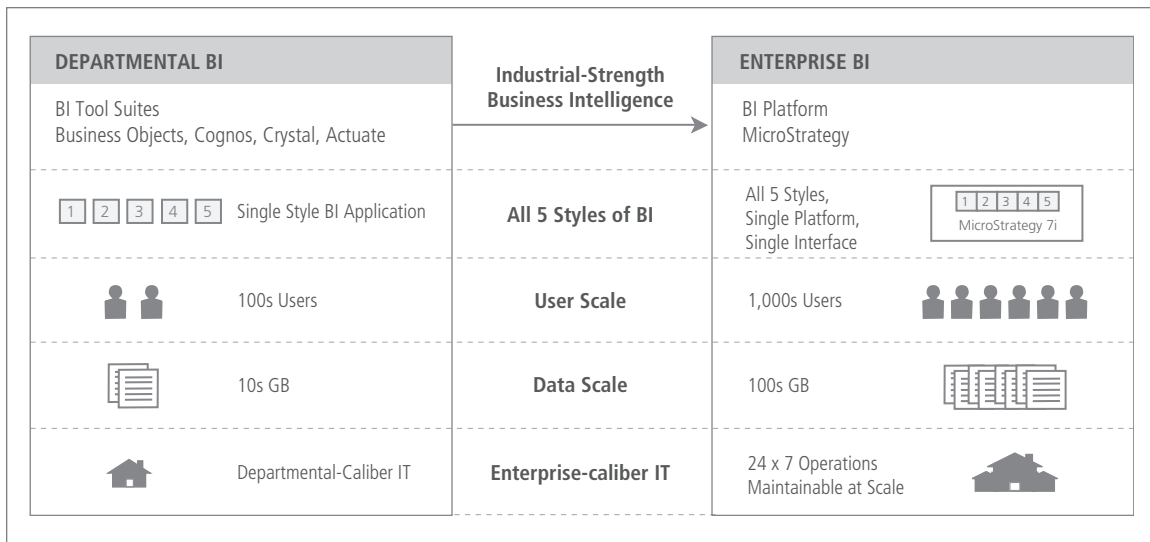 DEPARTMENTAL BI
Industrial-Strength
Business Intelligence
ENTERPRISE BI
BI Tool Suites
Business Objects, Cognos, Crystal, Actuate
BI Platform
MicroStrategy
1 2 3 4 5 Single Style BI Application
All 5 Styles of BI
All 5 Styles,
Single Platform,
Single Interface
1 2 3 4 5
MicroStrategy 7i
100s Users
User Scale
1,000s Users
10s GB
Data Scale
100s GB
Departmental-Caliber IT
Enterprise-caliber IT
24 x 7 Operations
Maintainable at Scale